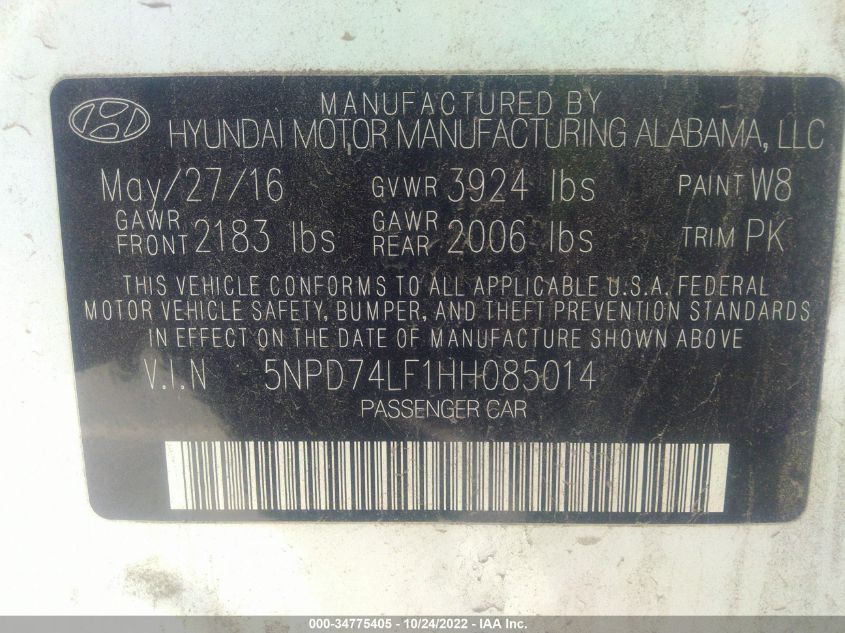 MANUFACTURED BY
HYUNDAI MOTOR MANUFACTURING ALABAMA, LLC
May/27/16 GVWR 3924 lbs PAINT W8
GAWR FRONT 2183 lbs GAWR REAR 2006 lbs TRIM PK
THIS VEHICLE CONFORMS TO ALL APPLICABLE U.S.A. FEDERAL
MOTOR VEHICLE SAFETY, BUMPER, AND THEFT PREVENTION STANDARDS
IN EFFECT ON THE DATE OF MANUFACTURE SHOWN ABOVE
V.I.N 5NPD74LF1HH085014
PASSENGER CAR
000-34775405 - 10/24/2022 - IAA Inc.